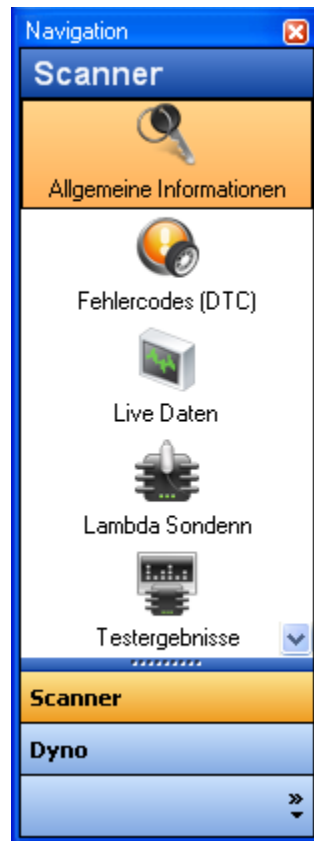 Navigation
Scanner
Allgemeine Informationen
Fehlercodes (DTC)
Live Daten
Lambda Sondenn
Testergebnisse
Scanner
Dyno
»